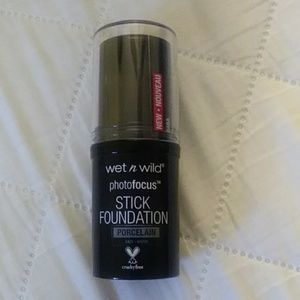 NEW • NOUVEAU
wet n wild®
photofocus™
STICK
FOUNDATION
PORCELAIN
crueltyfree